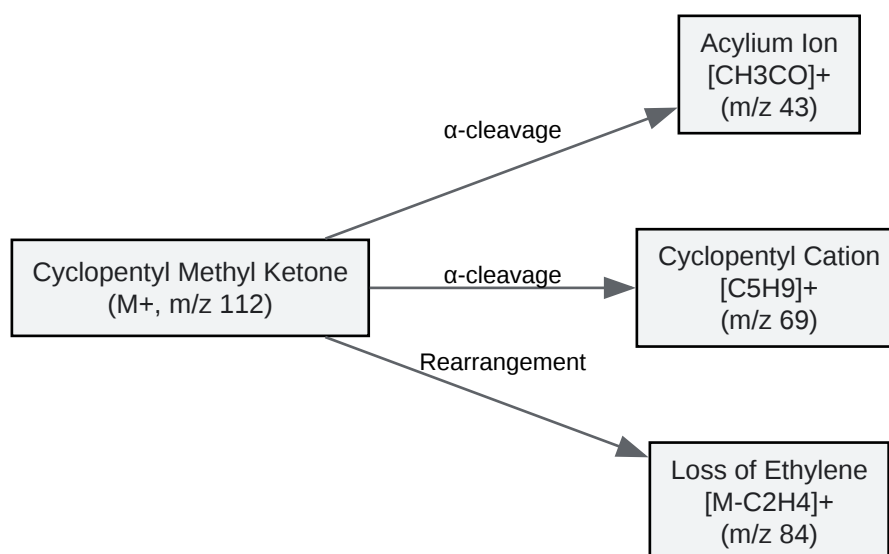 Acylium Ion
[CH3CO]+
(m/z 43)
α-cleavage
Cyclopentyl Methyl Ketone
(M+, m/z 112)
α-cleavage
Cyclopentyl Cation
[C5H9]+
(m/z 69)
Rearrangement
Loss of Ethylene
[M-C2H4]+
(m/z 84)